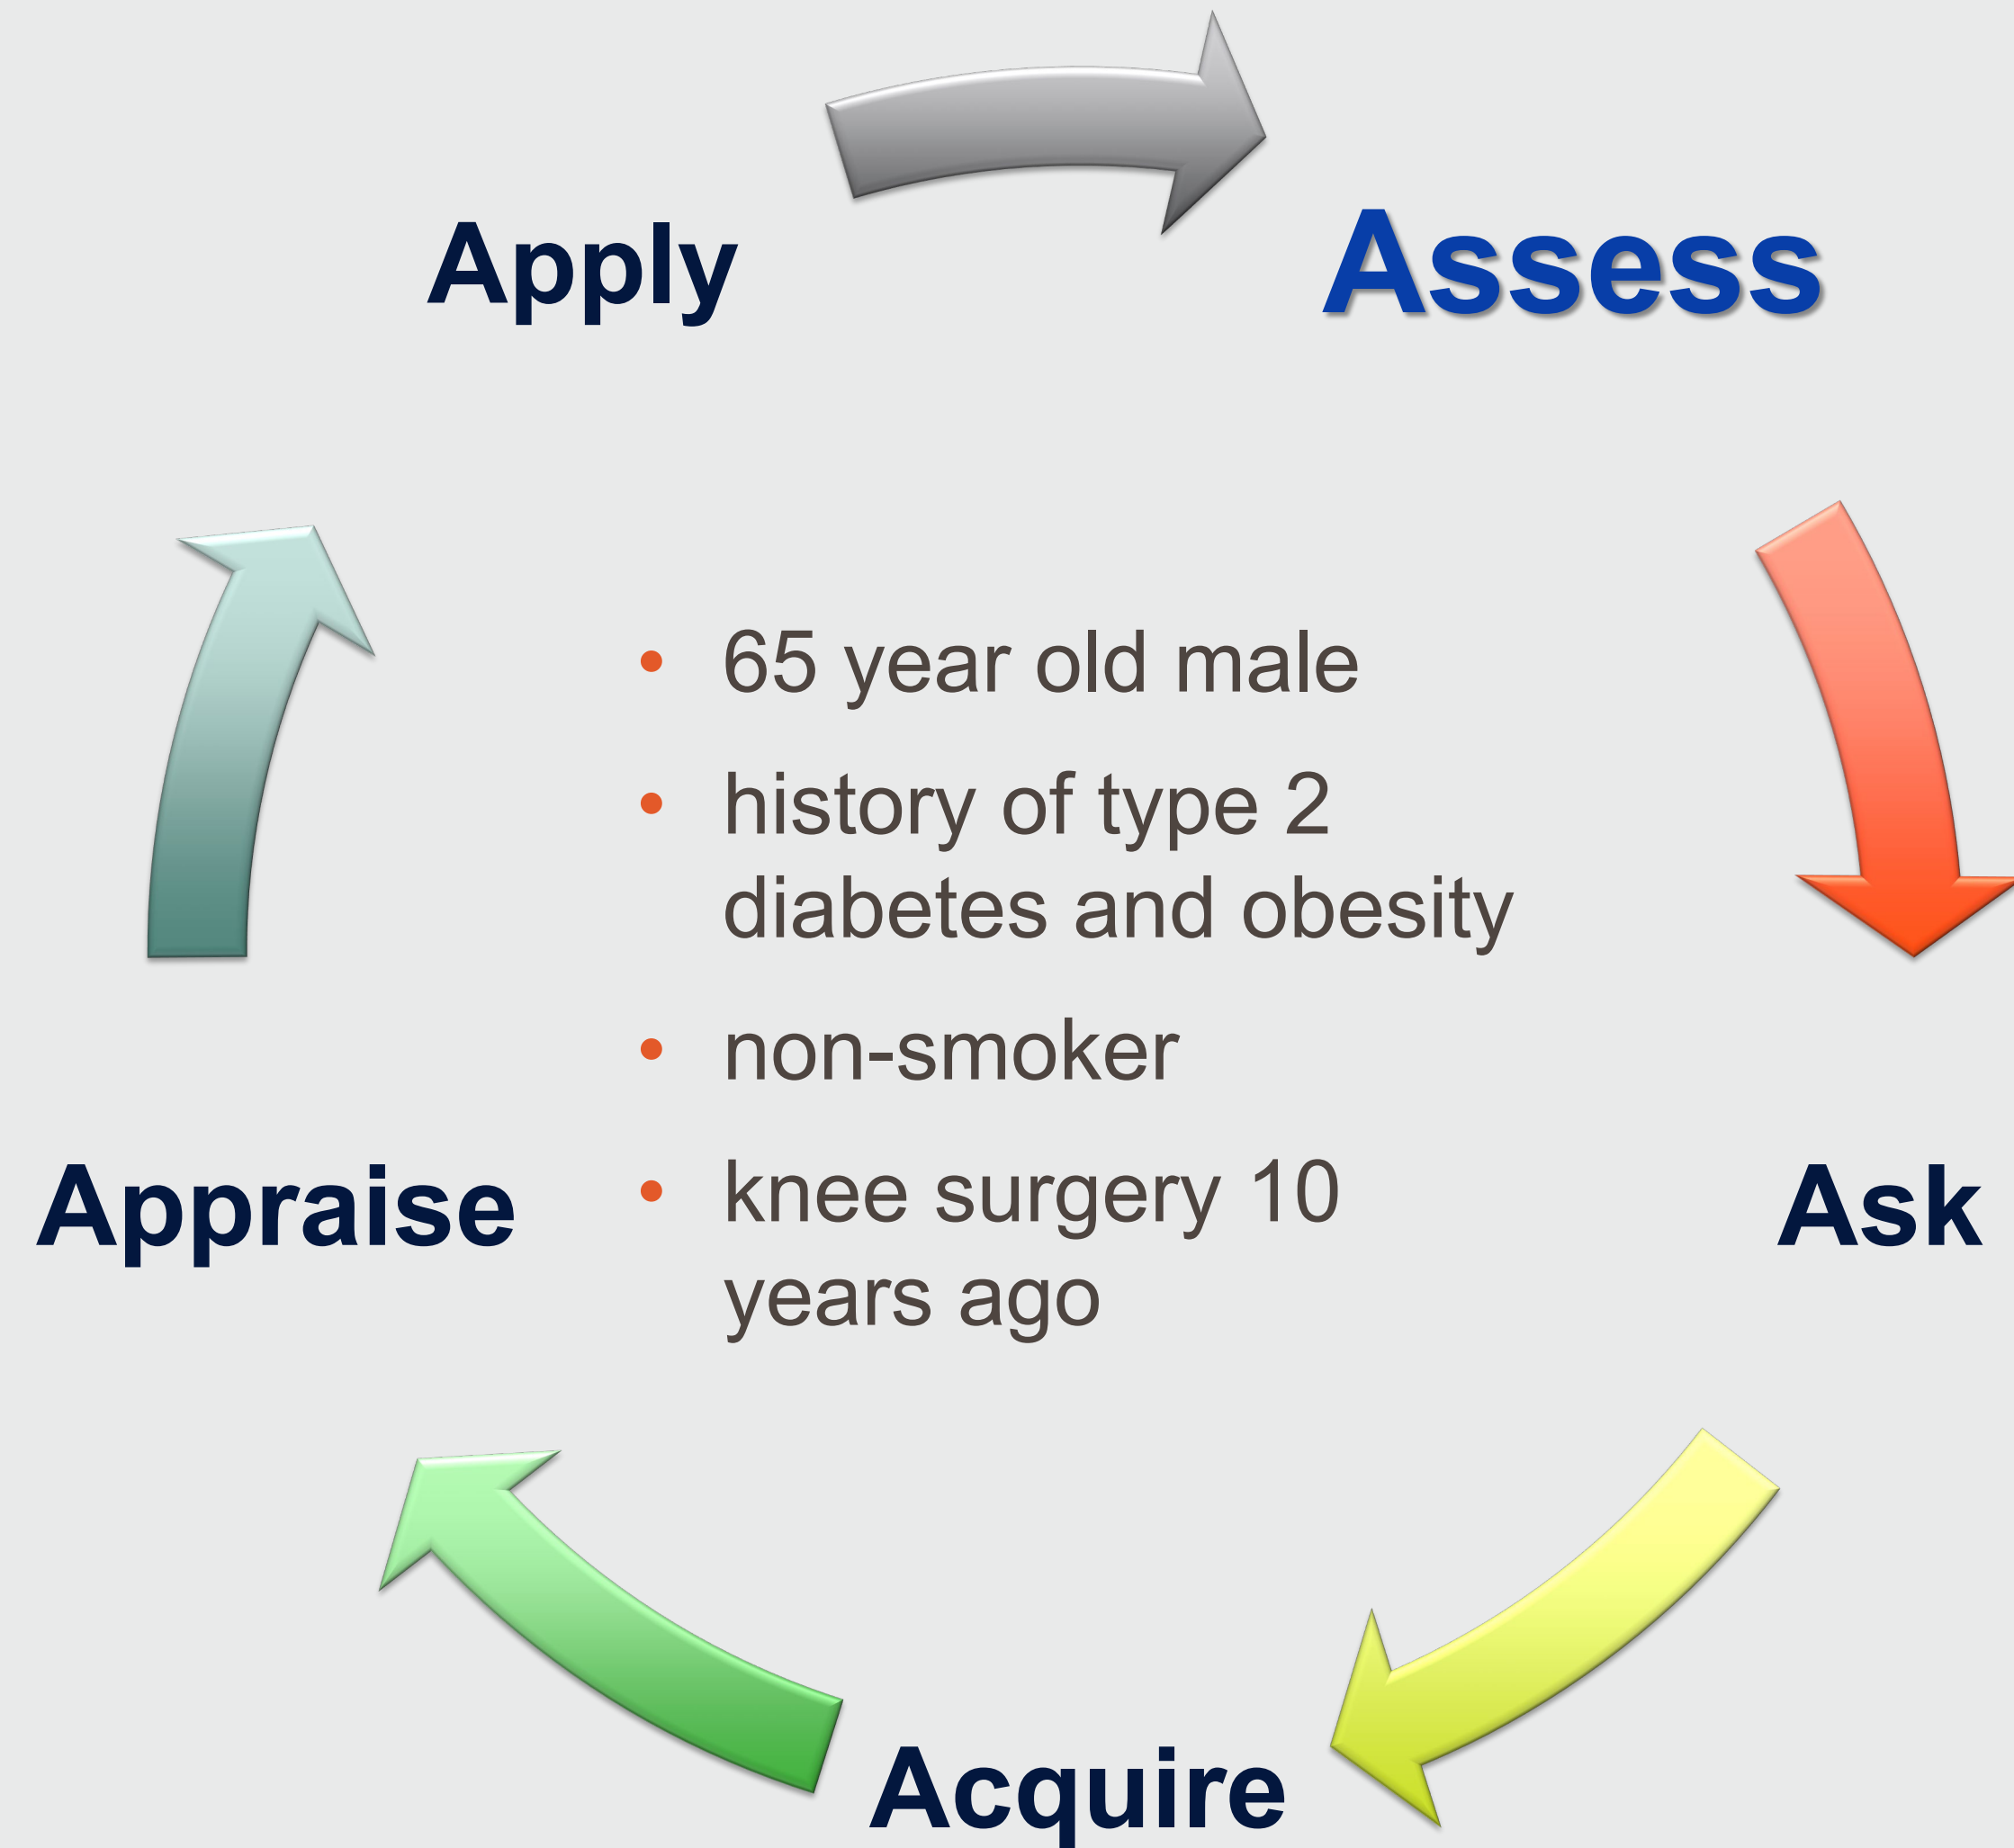 Apply
Assess
• 65 year old male
• history of type 2
diabetes and obesity
• non-smoker
• knee surgery 10
years ago
Appraise
Ask
Acquire